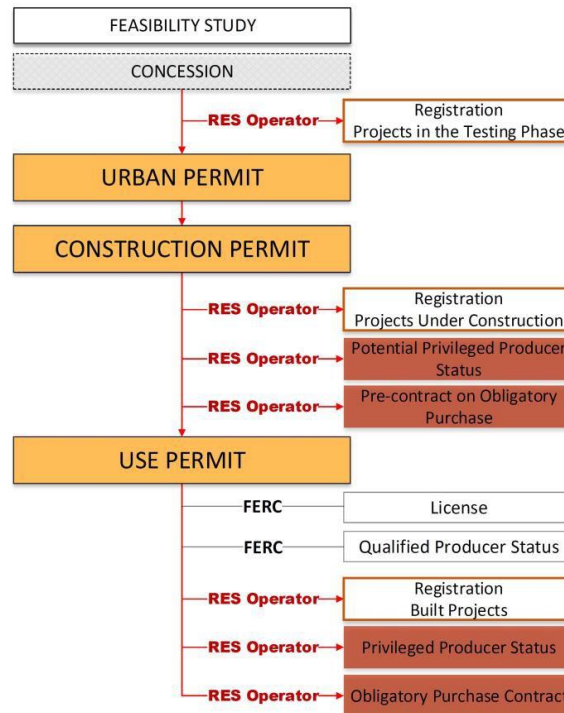 FEASIBILITY STUDY
CONCESSION
RES Operator
Registration
Projects in the Testing Phase
URBAN PERMIT
CONSTRUCTION PERMIT
RES Operator
Registration
Projects Under Construction
RES Operator
Potential Privileged Producer
Status
RES Operator
Pre-contract on Obligatory
Purchase
USE PERMIT
FERC
License
FERC
Qualified Producer Status
RES Operator
Registration
Built Projects
RES Operator
Privileged Producer Status
RES Operator
Obligatory Purchase Contract